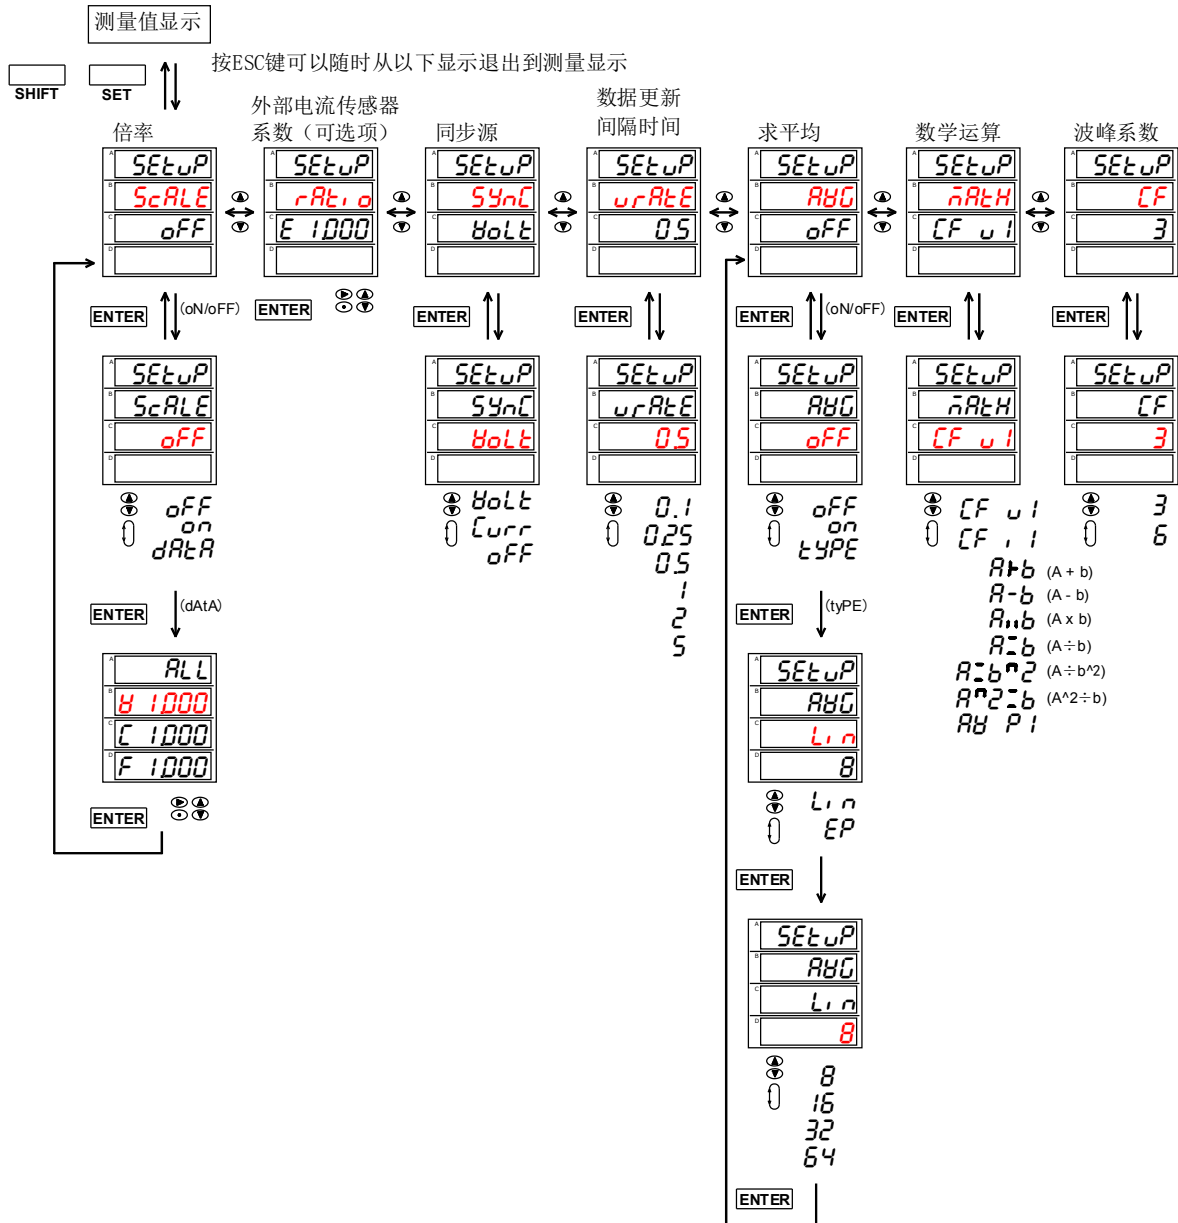 测量值显示
按ESC键可以随时从以下显示退出到测量显示
SHIFT
SET
倍率
外部电流传感器
系数（可选项）
同步源
数据更新
间隔时间
求平均
数学运算
波峰系数
A SEtuP
B ScALE
C oFF
D
A SEtuP
B rAtio
C E 1.000
D
A SEtuP
B SYnC
C VoLt
D
A SEtuP
B urAtE
C 0.5
D
A SEtuP
B AVG
C oFF
D
A SEtuP
B MAtH
C CF u1
D
A SEtuP
B CF
C 3
D
ENTER
(oN/oFF)
ENTER
ENTER
ENTER
ENTER
(oN/oFF)
ENTER
ENTER
A SEtuP
B ScALE
C oFF
D
A SEtuP
B SYnC
C VoLt
D
A SEtuP
B urAtE
C 0.5
D
A SEtuP
B AVG
C oFF
D
A SEtuP
B MAtH
C CF u1
D
A SEtuP
B CF
C 3
D
oFF
on
dAtA
VoLt
Curr
oFF
0.1
0.25
0.5
1
2
5
oFF
on
tYPE
CF u1
CF i1
A+b (A + b)
A-b (A - b)
A×b (A x b)
A÷b (A÷b)
A÷b^2 (A÷b^2)
A^2÷b (A^2÷b)
AV P1
3
6
ENTER
(dAtA)
A ALL
B V 1.000
C C 1.000
D F 1.000
ENTER
ENTER
(tyPE)
A SEtuP
B AVG
C Lin
D 8
Lin
EP
ENTER
A SEtuP
B AVG
C Lin
D 8
8
16
32
64
ENTER